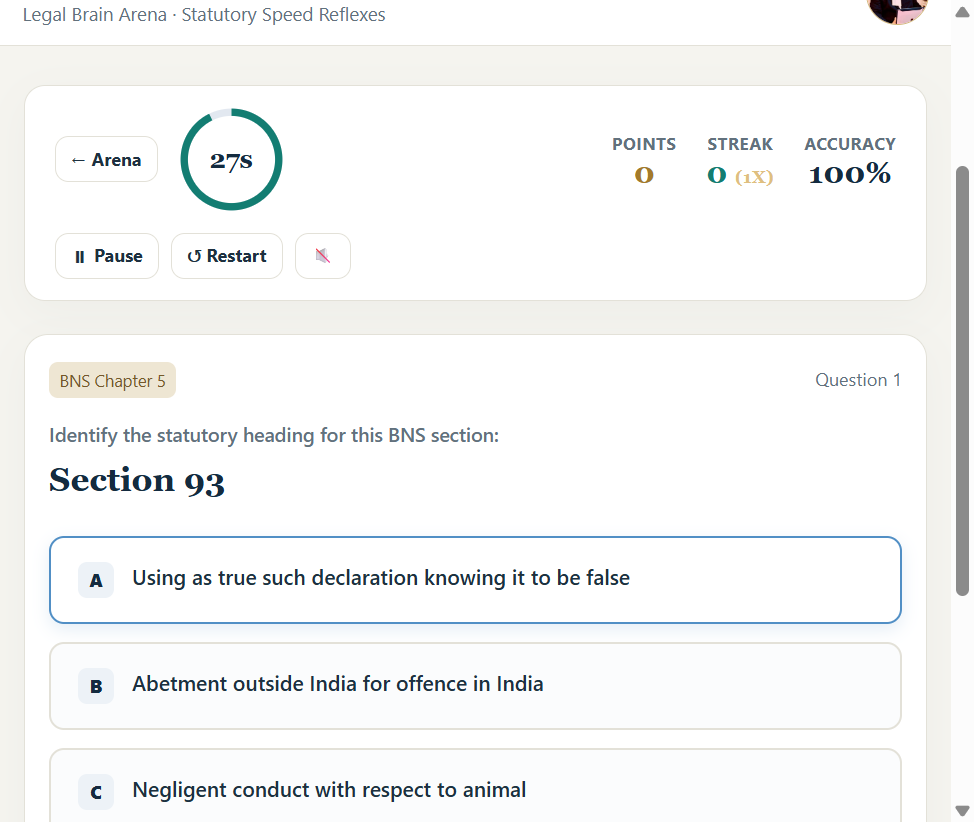 Legal Brain Arena · Statutory Speed Reflexes
← Arena
27s
POINTS
0
STREAK
0 (1X)
ACCURACY
100%
⏸ Pause
↺ Restart
BNS Chapter 5
Question 1
Identify the statutory heading for this BNS section:
Section 93
A Using as true such declaration knowing it to be false
B Abetment outside India for offence in India
C Negligent conduct with respect to animal